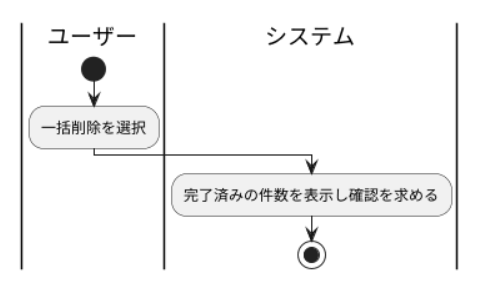 ユーザー
システム
一括削除を選択
完了済みの件数を表示し確認を求める